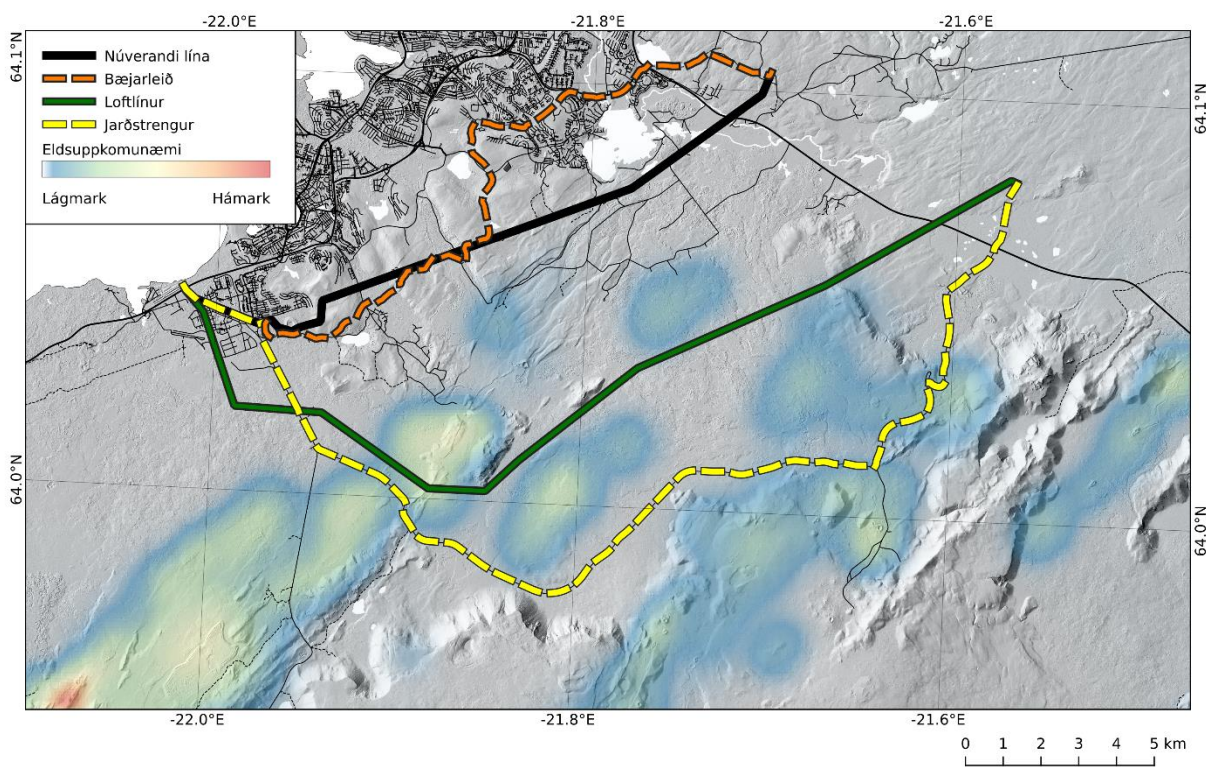 -22.0°E
-21.8°E
-21.6°E
64.1°N
64.1°N
Núverandi lína
Bæjarleið
Loftlínur
Jarðstrengur
Eldsuppkomunæmi
Lágmark
Hámark
64.0°N
64.0°N
-22.0°E
-21.8°E
-21.6°E
0 1 2 3 4 5 km